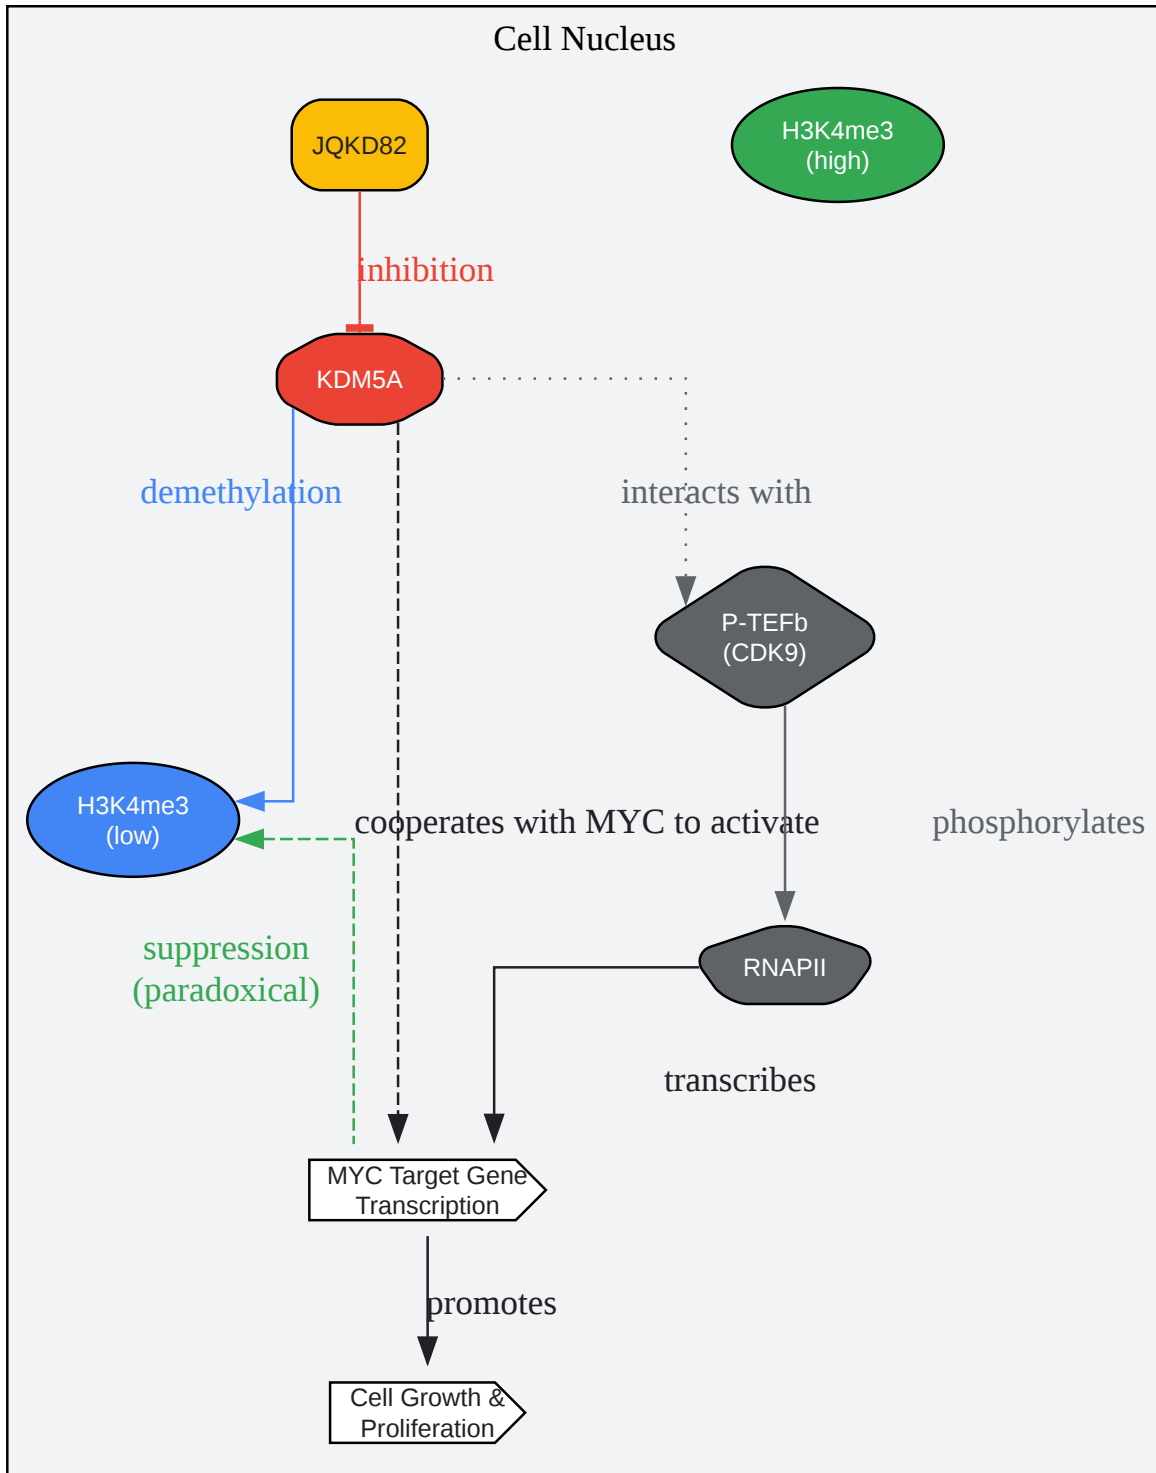 Cell Nucleus
JQKD82
H3K4me3
(high)
inhibition
KDM5A
demethylation
interacts with
P-TEFb
(CDK9)
H3K4me3
(low)
cooperates with MYC to activate
phosphorylates
suppression
(paradoxical)
RNAPII
transcribes
MYC Target Gene
Transcription
promotes
Cell Growth &
Proliferation